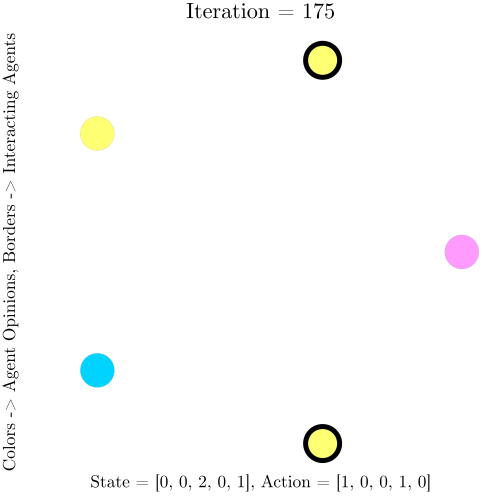 Iteration = 175
Colors -> Agent Opinions, Borders -> Interacting Agents
State = [0, 0, 2, 0, 1], Action = [1, 0, 0, 1, 0]